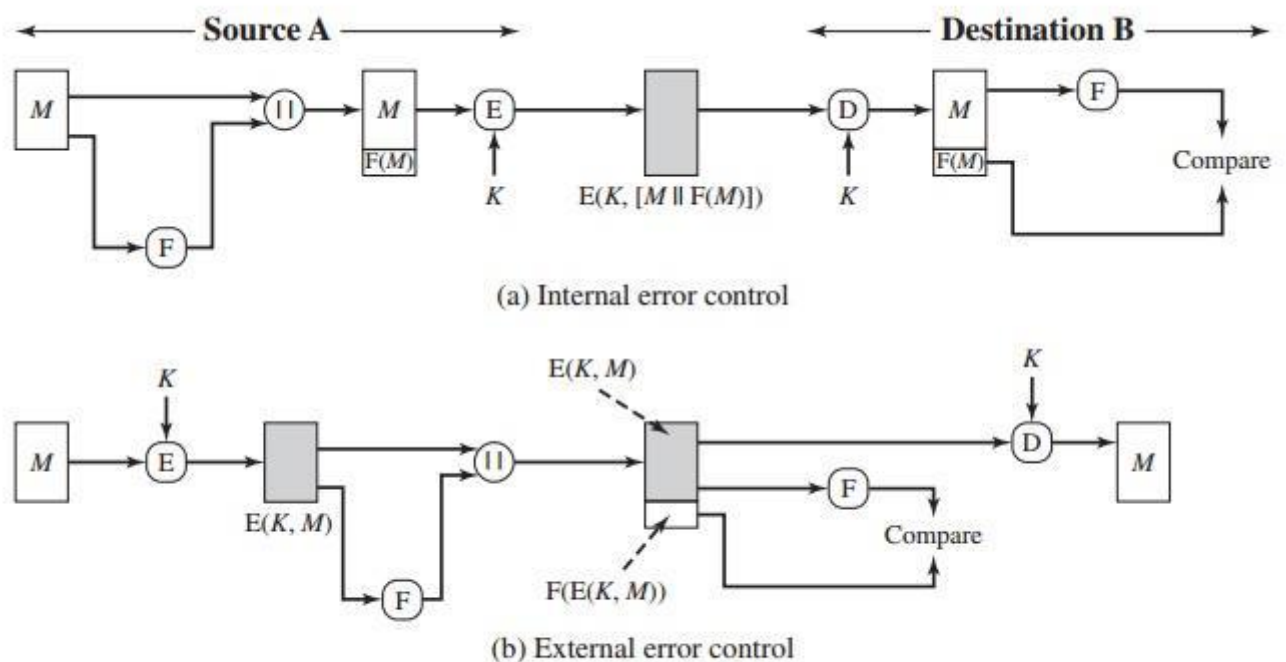 Source A
Destination B
M
||
M
F(M)
E
K
E(K, [M || F(M)])
D
K
M
F(M)
F
Compare
F
(a) Internal error control
K
M
E
E(K, M)
F
||
E(K, M)
F(E(K, M))
F
Compare
K
D
M
(b) External error control